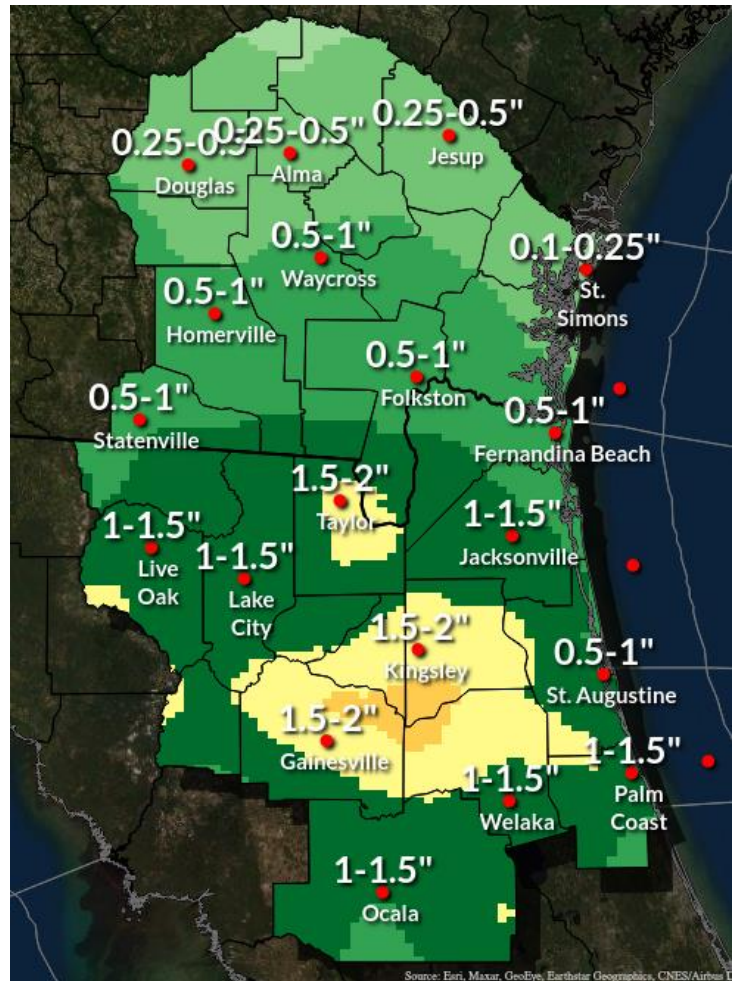 0.25-0.5"
Douglas
0.25-0.5"
Alma
0.25-0.5"
Jesup
0.5-1"
Waycross
0.1-0.25"
St.
Simons
0.5-1"
Homerville
0.5-1"
Folkston
0.5-1"
Statenville
0.5-1"
Fernandina Beach
1.5-2"
Taylor
1-1.5"
Live
Oak
1-1.5"
Lake
City
1-1.5"
Jacksonville
1.5-2"
Kingsley
0.5-1"
St. Augustine
1.5-2"
Gainesville
1-1.5"
Welaka
1-1.5"
Palm
Coast
1-1.5"
Ocala
Source: Esri, Maxar, GeoEye, Earthstar Geographics, CNES/Airbus D